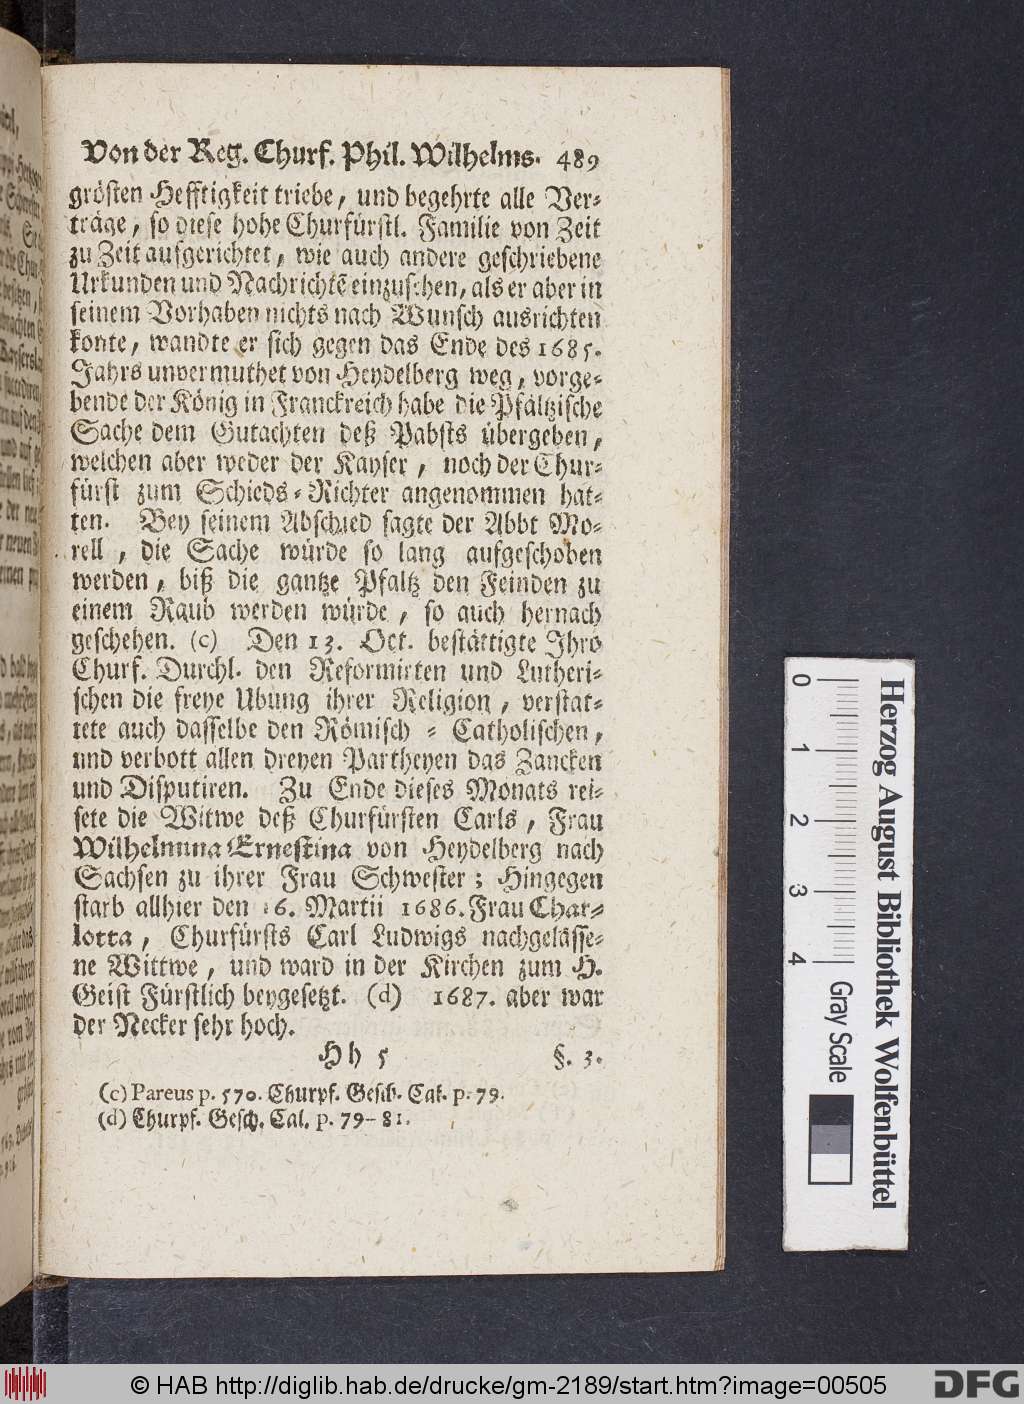 Von der Reg. Churf. Phil. Wilhelms. 489
grösten Hefftigkeit triebe, und begehrte alle Ver-
träge, so diese hohe Churfürstl. Familie von Zeit
zu Zeit aufgerichtet, wie auch andere geschriebene
Urkunden und Nachrichtē einzusehen, als er aber in
seinem Vorhaben nichts nach Wunsch ausrichten
konte, wandte er sich gegen das Ende des 1685.
Jahrs unvermuthet von Heydelberg weg, vorge-
bende der König in Franckreich habe die Pfältzische
Sache dem Gutachten deß Pabsts übergeben,
welchen aber weder der Kayser, noch der Chur-
fürst zum Schieds-Richter angenommen hat-
ten. Bey seinem Abschied sagte der Abbt Mo-
rell, die Sache würde so lang aufgeschoben
werden, biß die gantze Pfaltz den Feinden zu
einem Raub werden würde, so auch hernach
geschehen. (c) Den 13. Oct. bestättigte Ihro
Churf. Durchl. den Reformirten und Lutheri-
schen die freye Ubung ihrer Religion, verstat-
tete auch dasselbe den Römisch-Catholischen,
und verbott allen dreyen Partheyen das Zancken
und Disputiren. Zu Ende dieses Monats rei-
sete die Witwe deß Churfürsten Carls, Frau
Wilhelmina Ernestina von Heydelberg nach
Sachsen zu ihrer Frau Schwester; Hingegen
starb allhier den 16. Martii 1686. Frau Char-
lotta, Churfürsts Carl Ludwigs nachgelasse-
ne Wittwe, und ward in der Kirchen zum H.
Geist Fürstlich beygesetzt. (d) 1687. aber war
der Necker sehr hoch.
Hh 5 §. 3.
(c) Pareus p. 570. Churpf. Gesch. Cal. p. 79.
(d) Churpf. Gesch. Cal. p. 79-81.
0 1 2 3 4
Gray Scale
Herzog August Bibliothek Wolfenbüttel
© HAB http://diglib.hab.de/drucke/gm-2189/start.htm?image=00505
DFG